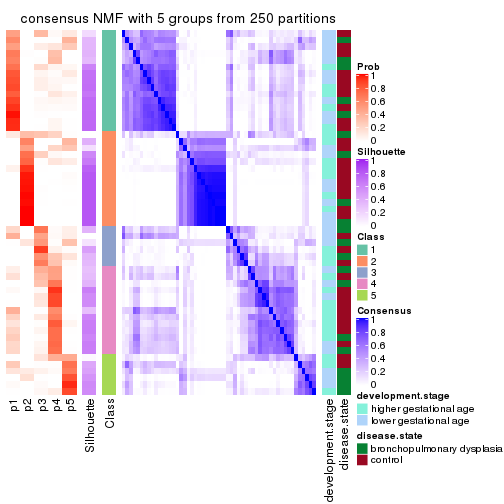 consensus NMF with 5 groups from 250 partitions
Prob
1
0.8
0.6
0.4
0.2
0
Silhouette
1
0.8
0.6
0.4
0.2
0
Class
1
2
3
4
5
Consensus
1
0.8
0.6
0.4
0.2
0
development.stage
higher gestational age
lower gestational age
disease.state
bronchopulmonary dysplasia
control
p1
p2
p3
p4
p5
Silhouette
Class
development.stage
disease.state